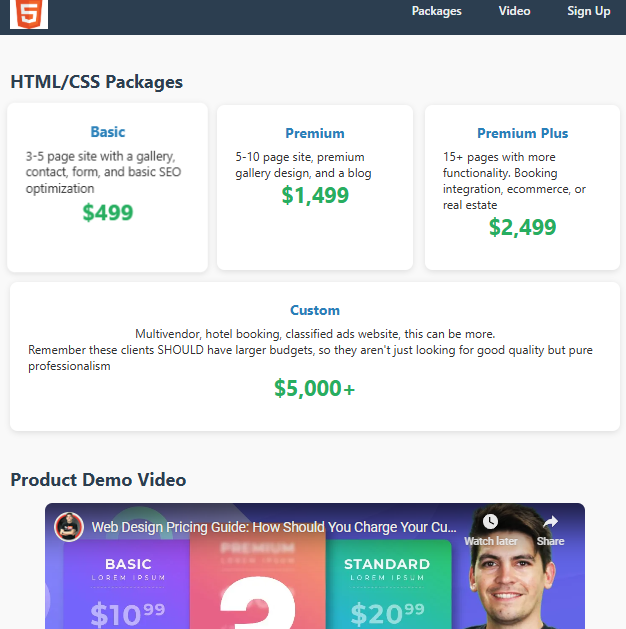 5
Packages Video Sign Up
HTML/CSS Packages
Basic
3-5 page site with a gallery,
contact, form, and basic SEO
optimization
$499
Premium
5-10 page site, premium
gallery design, and a blog
$1,499
Premium Plus
15+ pages with more
functionality. Booking
integration, ecommerce, or
real estate
$2,499
Custom
Multivendor, hotel booking, classified ads website, this can be more.
Remember these clients SHOULD have larger budgets, so they aren't just looking for good quality but pure
professionalism
$5,000+
Product Demo Video
Web Design Pricing Guide: How Should You Charge Your Cu...
Watch later
Share
BASIC
LOREM IPSUM
$10⁹⁹
PREMIUM
LOREM IPSUM
?
STANDARD
LOREM IPSUM
$20⁹⁹